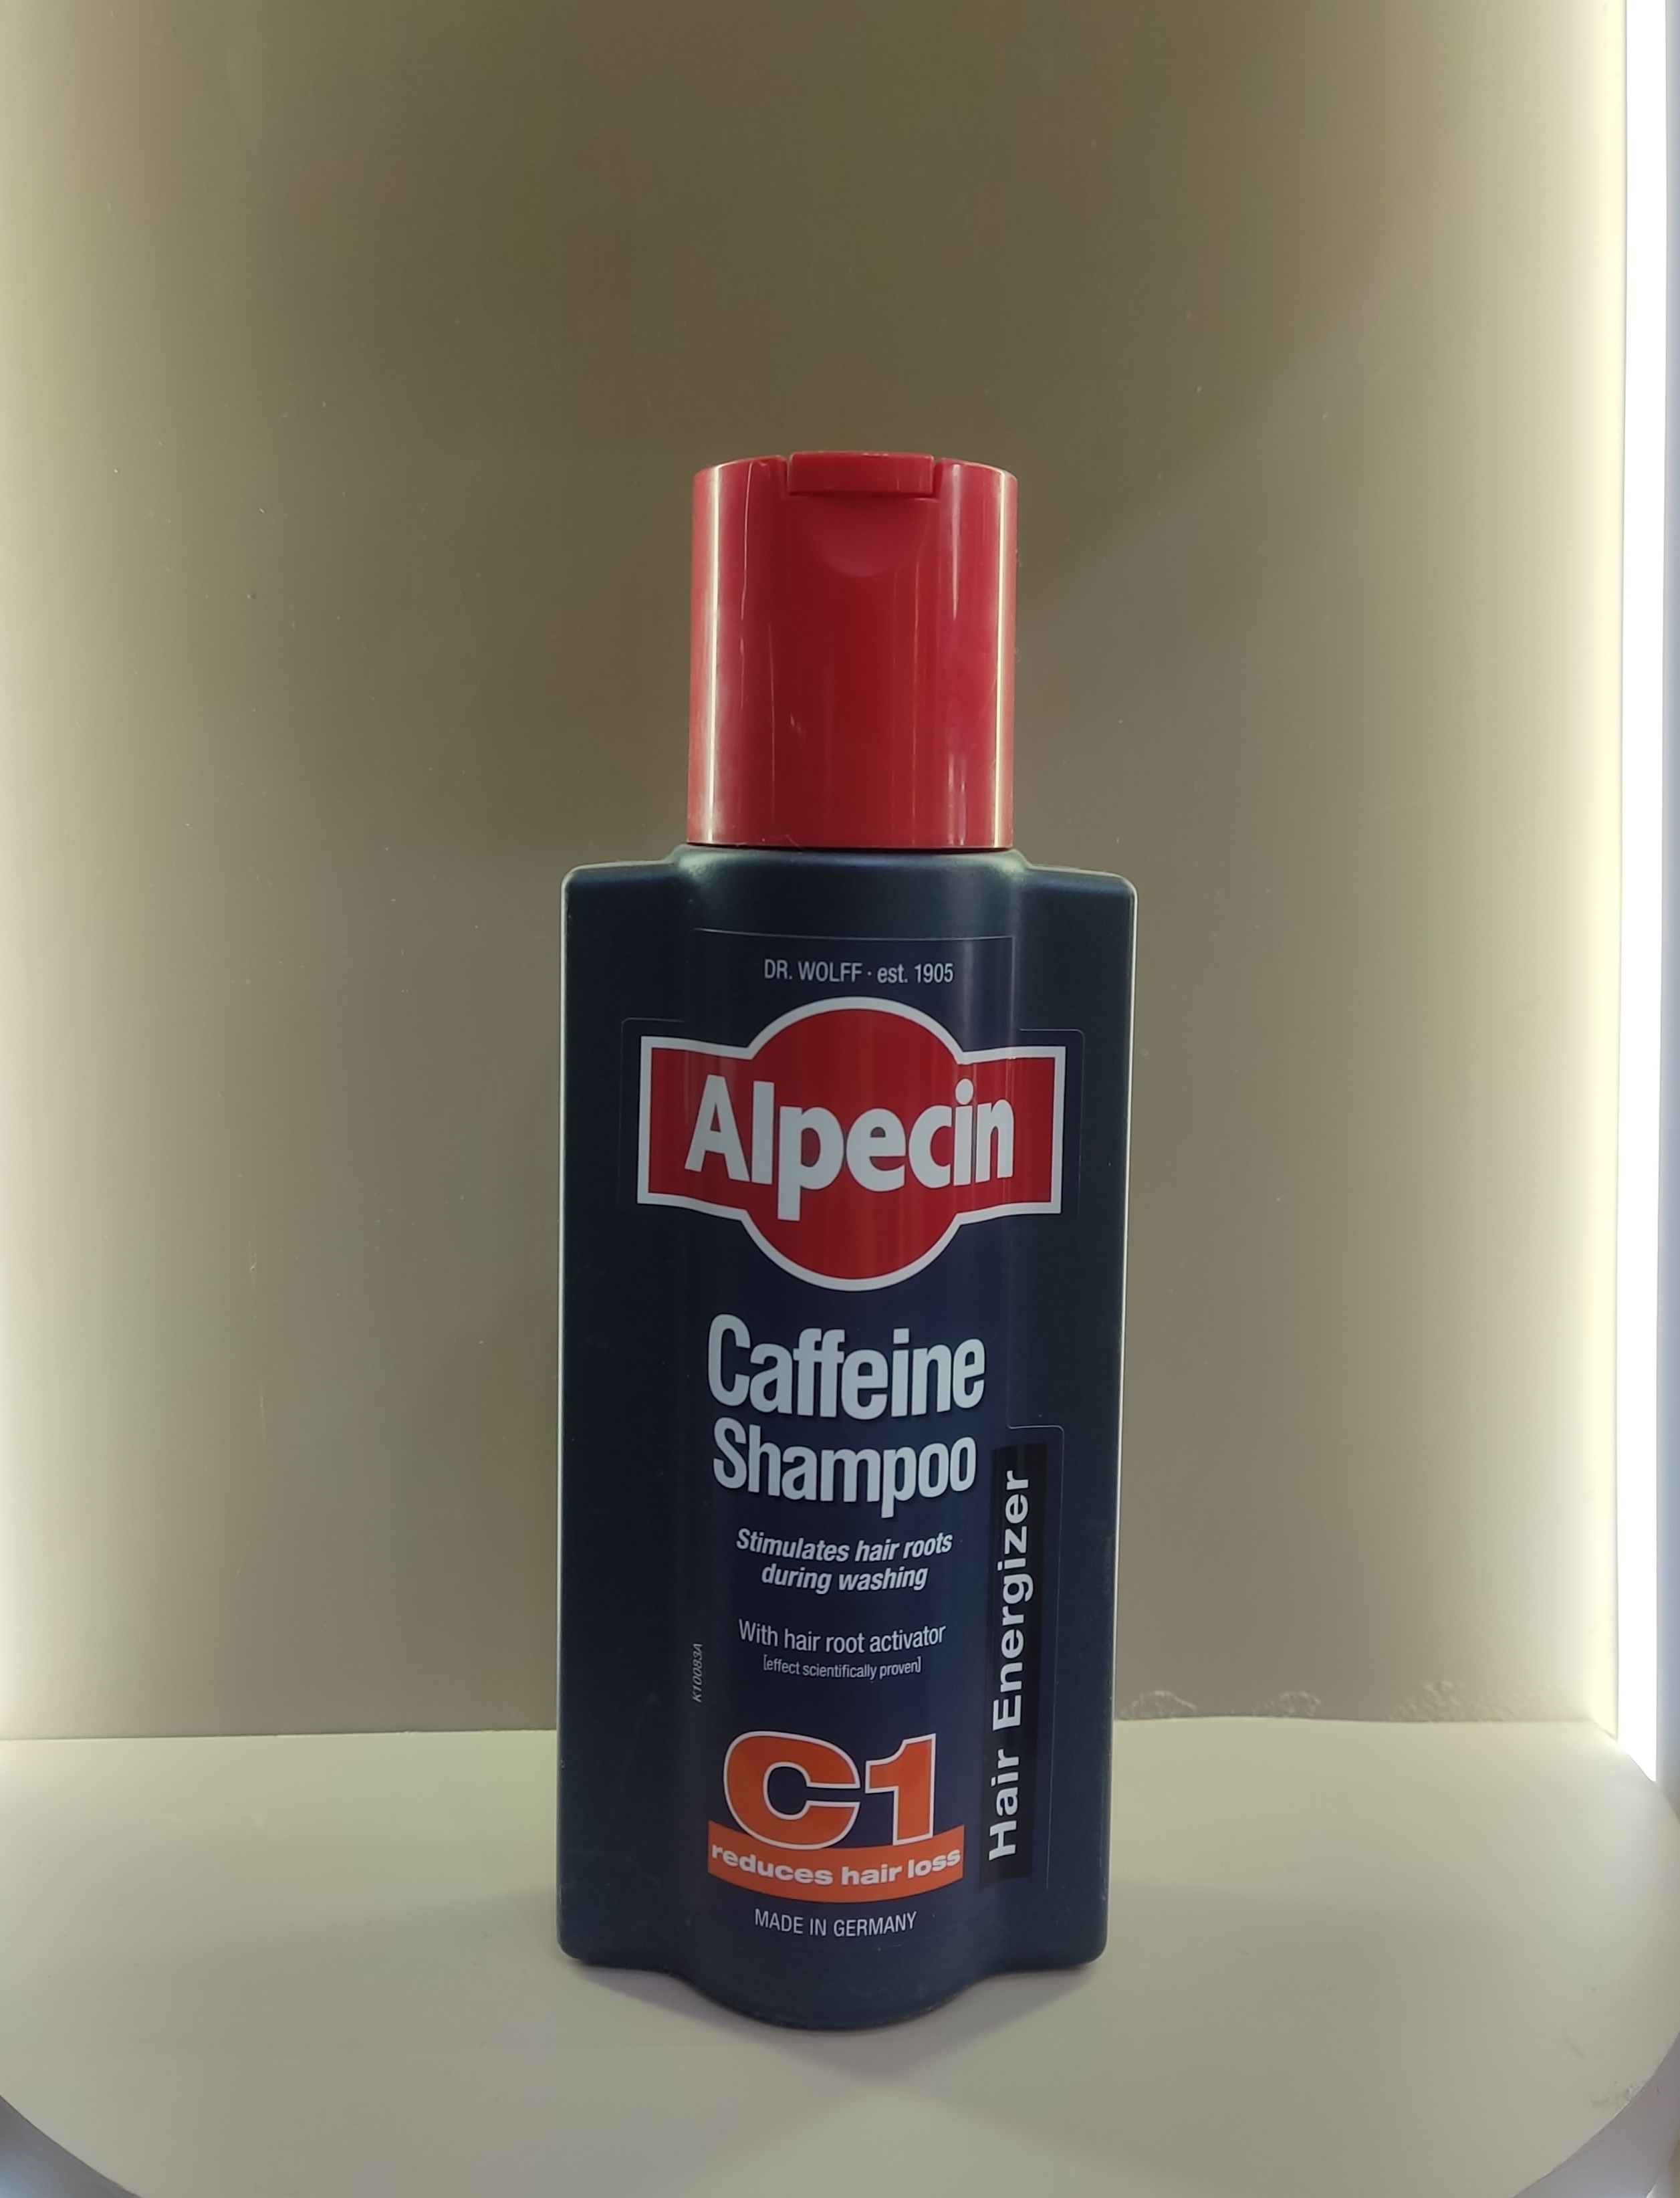 DR. WOLFF · est. 1905
Alpecin
Caffeine
Shampoo
Stimulates hair roots
during washing
With hair root activator
[effect scientifically proven]
K10083A
Hair Energizer
C1
reduces hair loss
MADE IN GERMANY